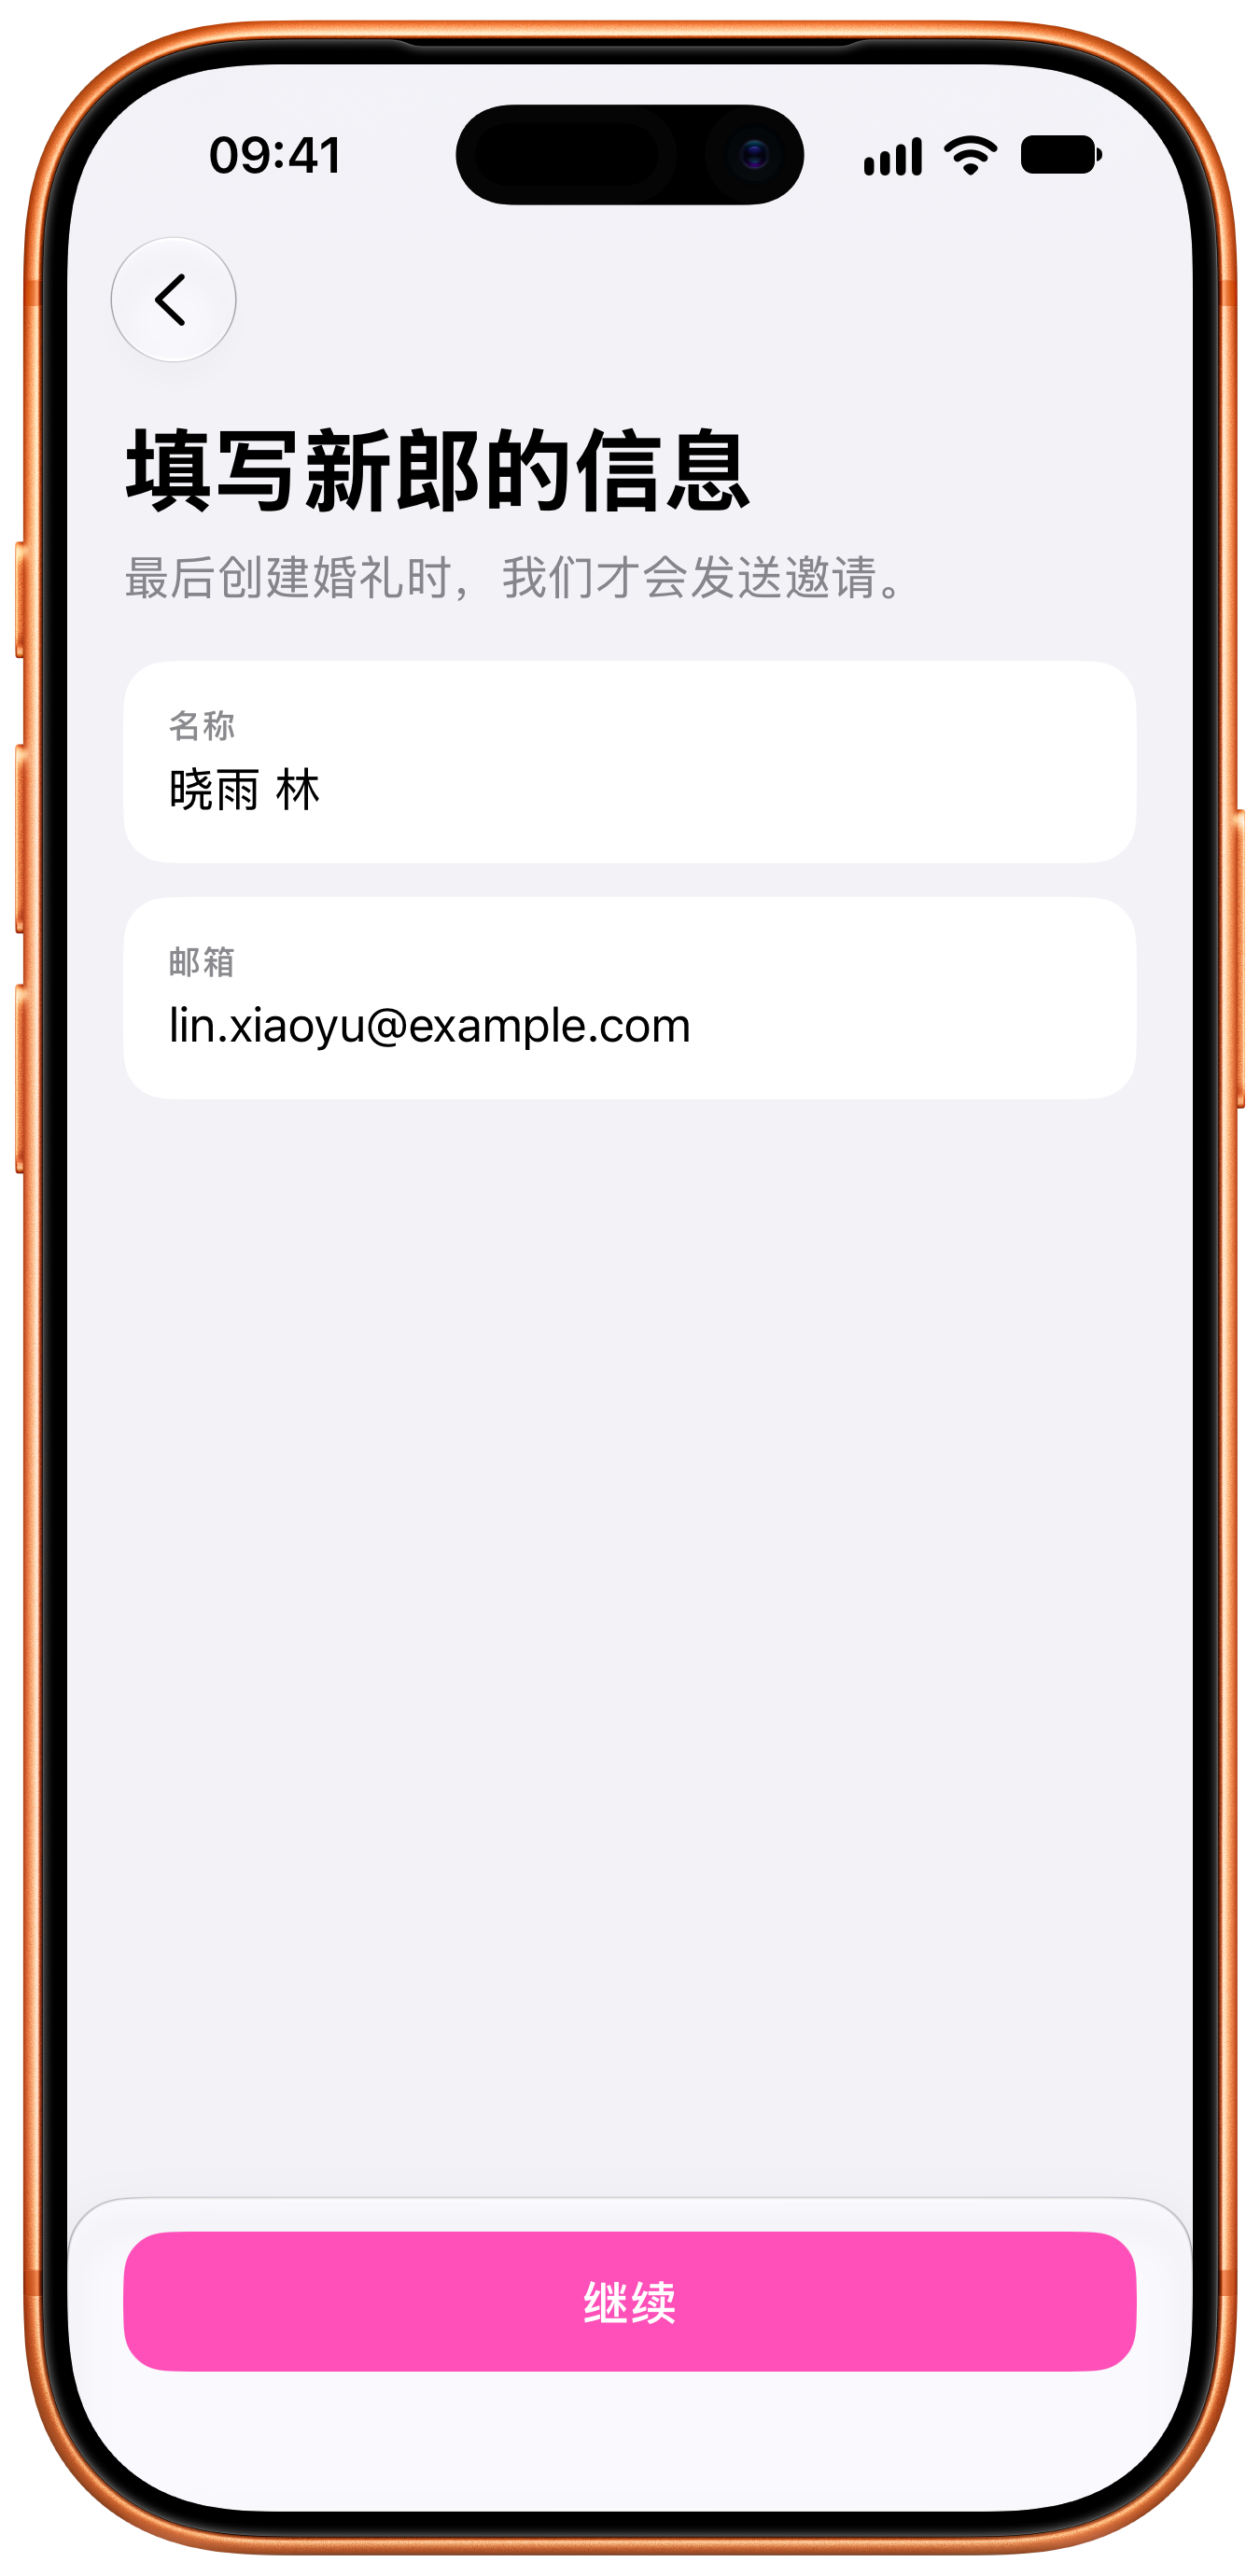 09:41
填写新郎的信息
最后创建婚礼时，我们才会发送邀请。
名称
晓雨 林
邮箱
lin.xiaoyu@example.com
继续